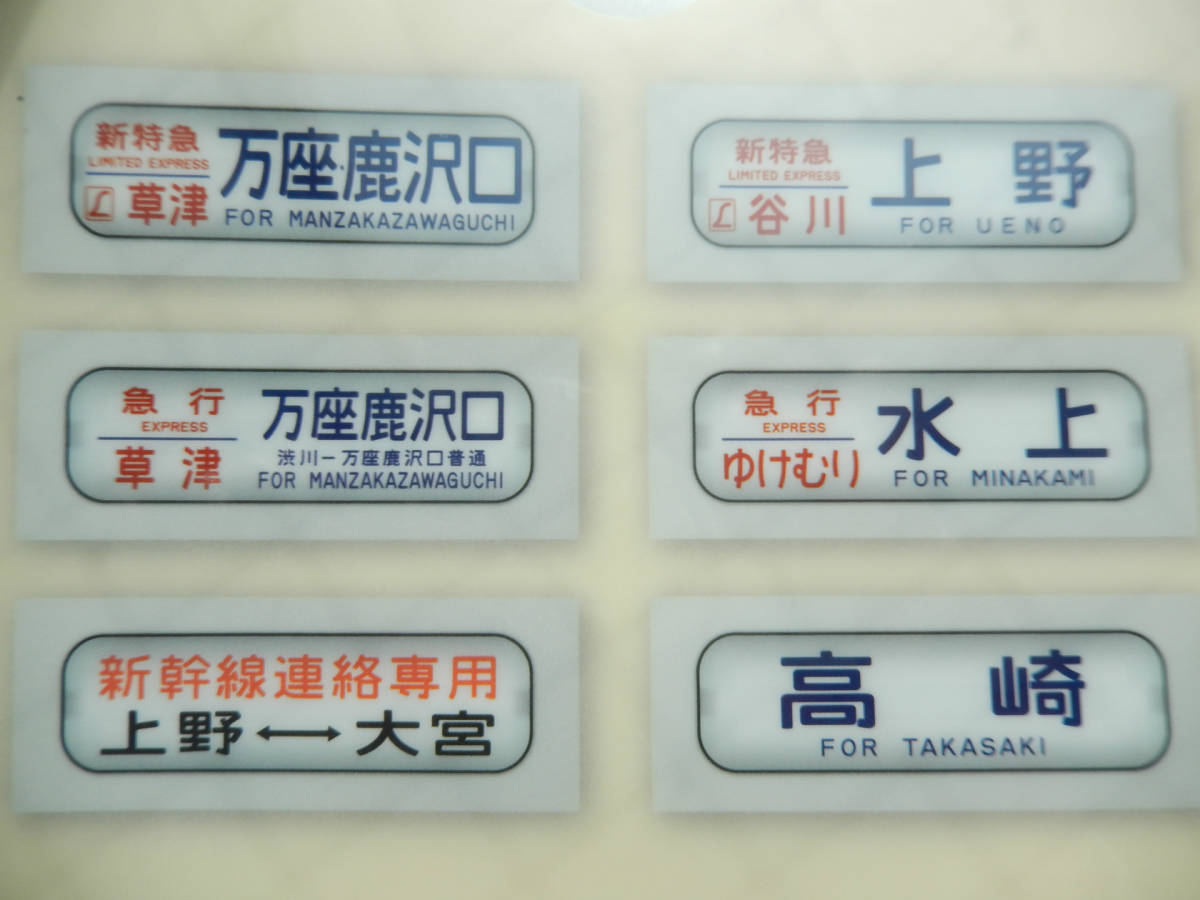 新特急
LIMITED EXPRESS
L 草津
万座・鹿沢口
FOR MANZAKAZAWAGUCHI
新特急
LIMITED EXPRESS
L 谷川
上野
FOR UENO
急行
EXPRESS
草津
万座鹿沢口
渋川ー万座鹿沢口普通
FOR MANZAKAZAWAGUCHI
急行
EXPRESS
ゆけむり
水上
FOR MINAKAMI
新幹線連絡専用
上野↔大宮
高崎
FOR TAKASAKI